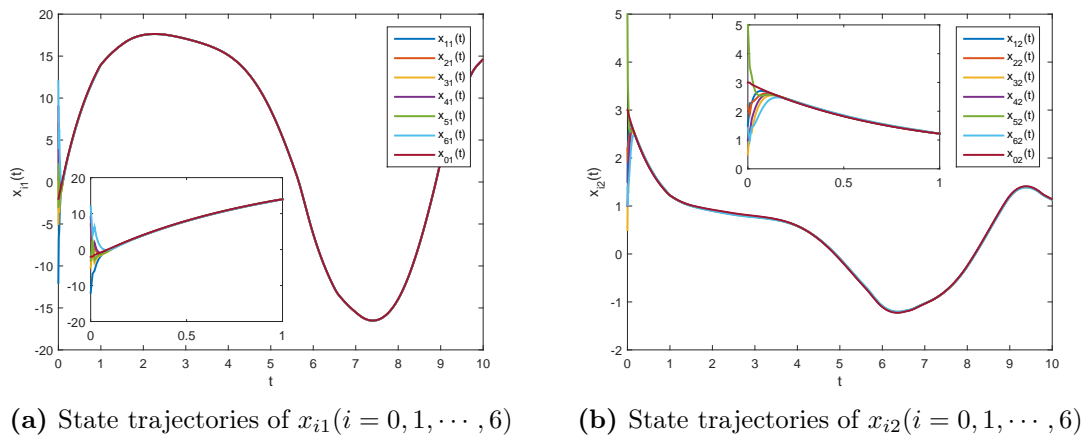 20
15
10
5
0
-5
-10
-15
-20
0 1 2 3 4 5 6 7 8 9 10
t
x_{i1}(t)
x_{11}(t)
x_{21}(t)
x_{31}(t)
x_{41}(t)
x_{51}(t)
x_{61}(t)
x_{01}(t)
20
10
0
-10
-20
0 0.5 1
(a) State trajectories of x_{i1}(i = 0, 1, ⋯ , 6)
5
4
3
2
1
0
-1
-2
0 1 2 3 4 5 6 7 8 9 10
t
x_{i2}(t)
5
4
3
2
1
0
0 0.5 1
x_{12}(t)
x_{22}(t)
x_{32}(t)
x_{42}(t)
x_{52}(t)
x_{62}(t)
x_{02}(t)
(b) State trajectories of x_{i2}(i = 0, 1, ⋯ , 6)